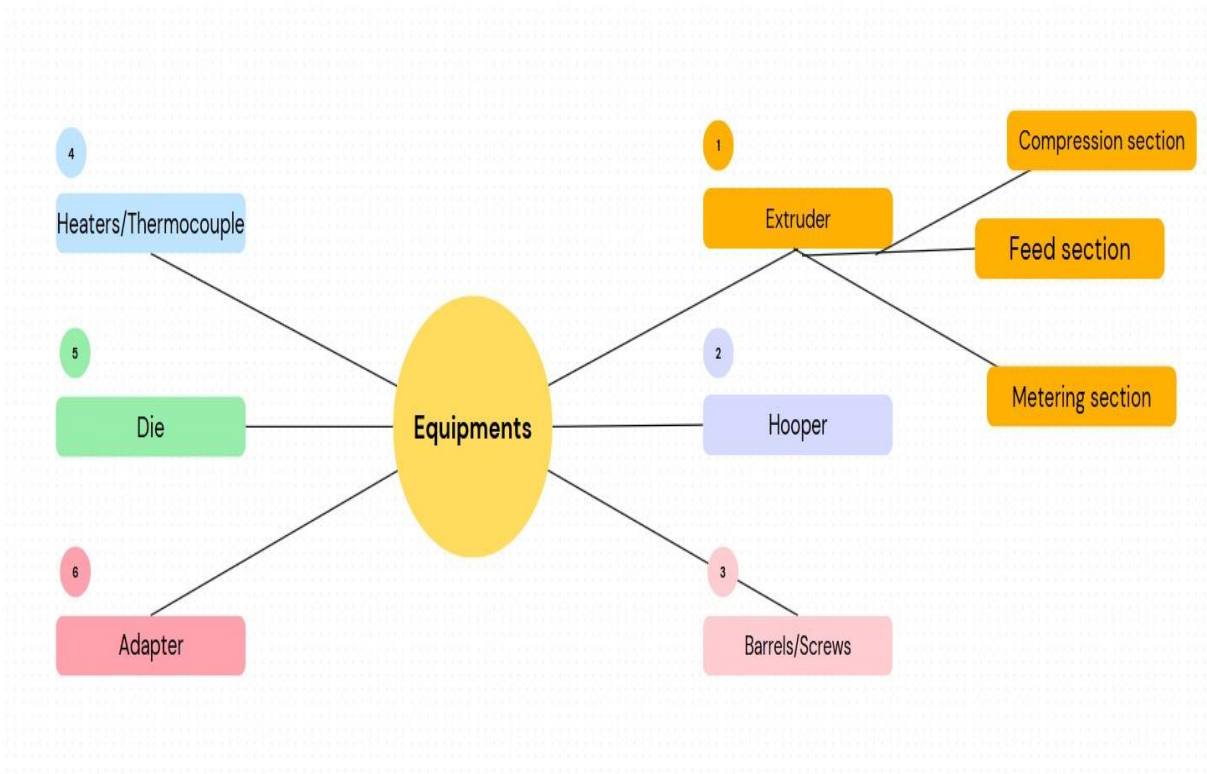 Equipments
1
Extruder
Compression section
Feed section
Metering section
2
Hooper
3
Barrels/Screws
4
Heaters/Thermocouple
5
Die
6
Adapter